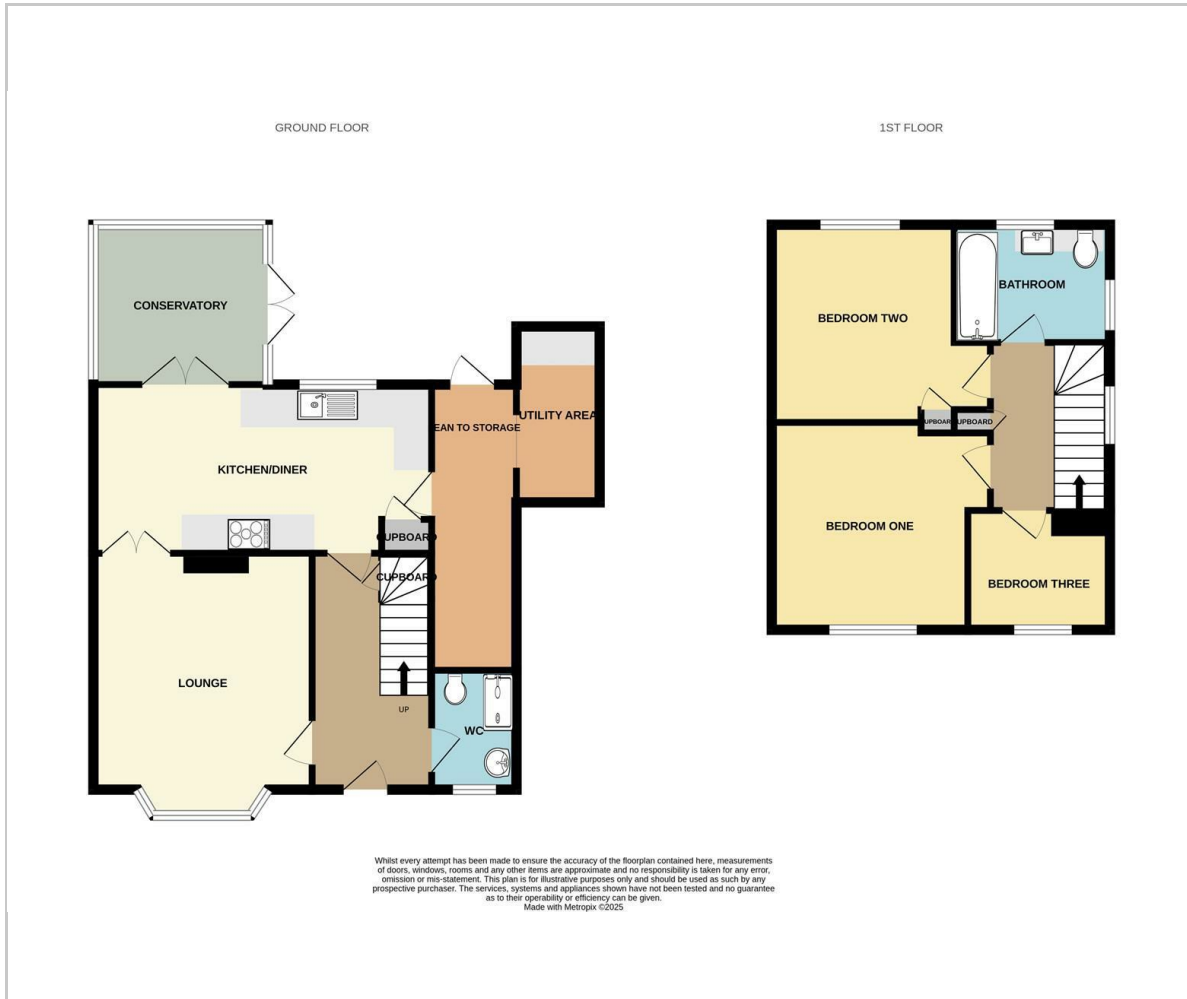 GROUND FLOOR
1ST FLOOR
CONSERVATORY
UTILITY AREA
EAN TO STORAGE
KITCHEN/DINER
CUPBOARD
CUPBOARD
LOUNGE
UP
WC
BATHROOM
BEDROOM TWO
UPBOAR
UPBOARD
BEDROOM ONE
BEDROOM THREE
Whilst every attempt has been made to ensure the accuracy of the floorplan contained here, measurements
of doors, windows, rooms and any other items are approximate and no responsibility is taken for any error,
omission or mis-statement. This plan is for illustrative purposes only and should be used as such by any
prospective purchaser. The services, systems and appliances shown have not been tested and no guarantee
as to their operability or efficiency can be given.
Made with Metropix ©2025